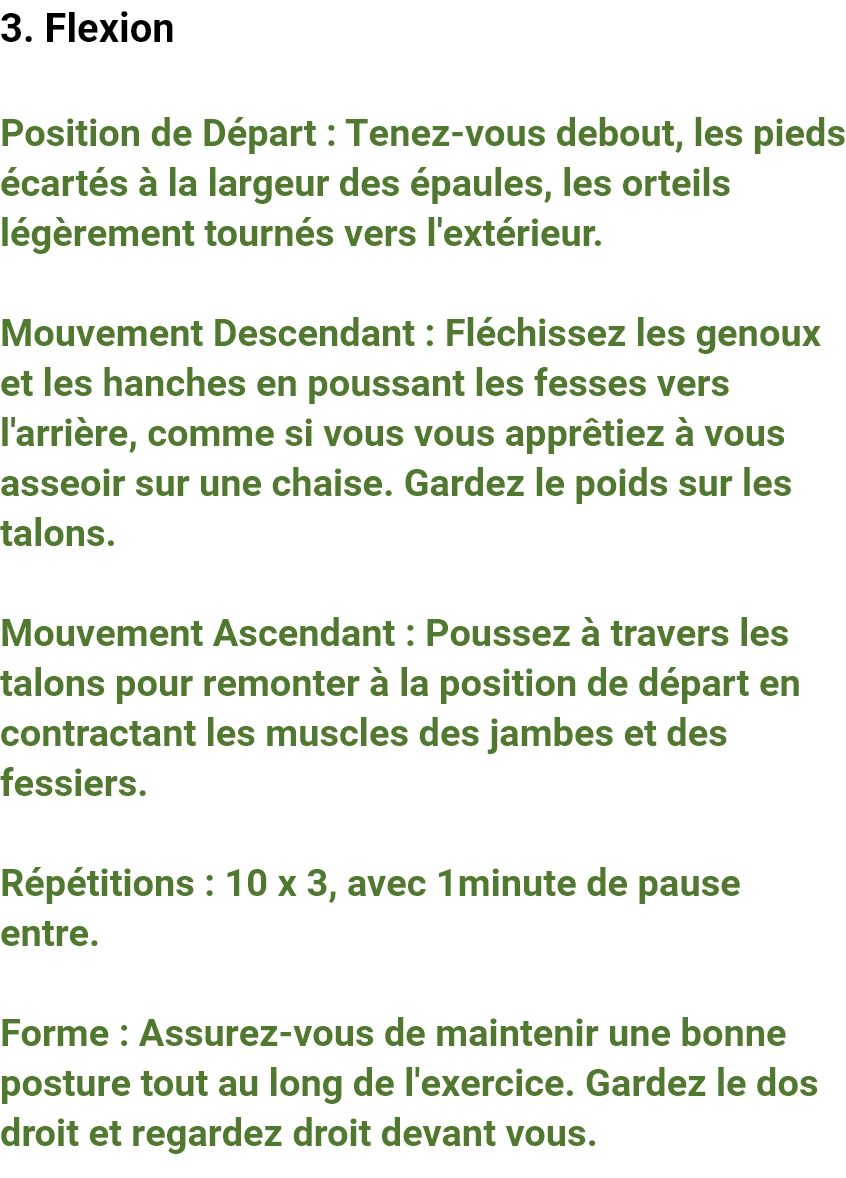 3. Flexion
Position de Départ : Tenez-vous debout, les pieds
écartés à la largeur des épaules, les orteils
légèrement tournés vers l'extérieur.
Mouvement Descendant : Fléchissez les genoux
et les hanches en poussant les fesses vers
l'arrière, comme si vous vous apprêtiez à vous
asseoir sur une chaise. Gardez le poids sur les
talons.
Mouvement Ascendant : Poussez à travers les
talons pour remonter à la position de départ en
contractant les muscles des jambes et des
fessiers.
Répétitions : 10 x 3, avec 1minute de pause
entre.
Forme : Assurez-vous de maintenir une bonne
posture tout au long de l'exercice. Gardez le dos
droit et regardez droit devant vous.